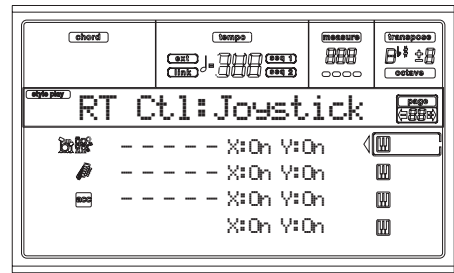 chord
tempo
measure
transpose
ext
link
seq 1
seq 2
octave
style play
RT Ctl:Joystick
page
- - - - - X:On Y:On
- - - - - X:On Y:On
acc - - - - - X:On Y:On
X:On Y:On